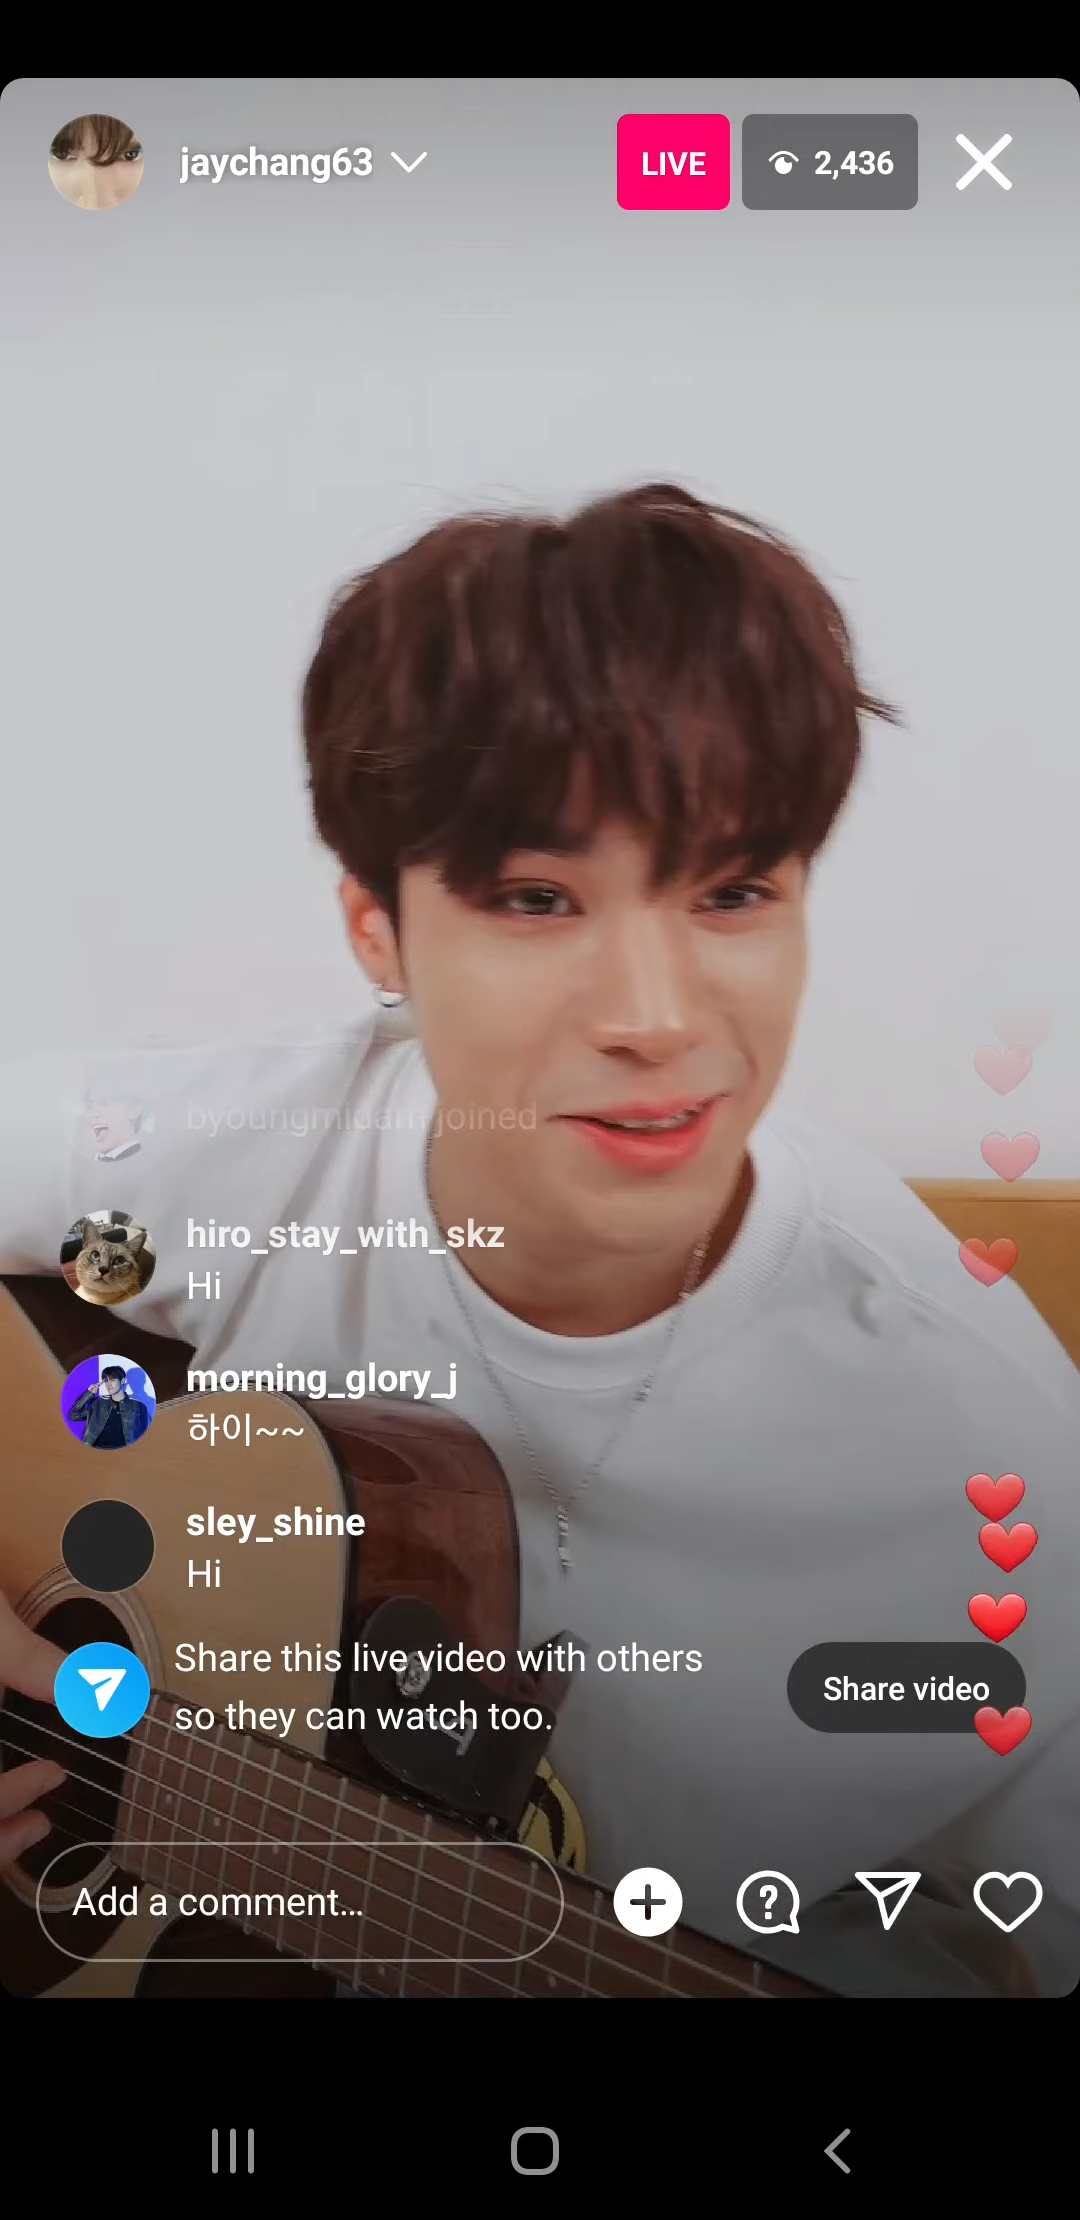 jaychang63
LIVE
2,436
byoungmidam joined
hiro_stay_with_skz
Hi
morning_glory_j
하이~~
sley_shine
Hi
Share this live video with others
so they can watch too.
Share video
Add a comment...